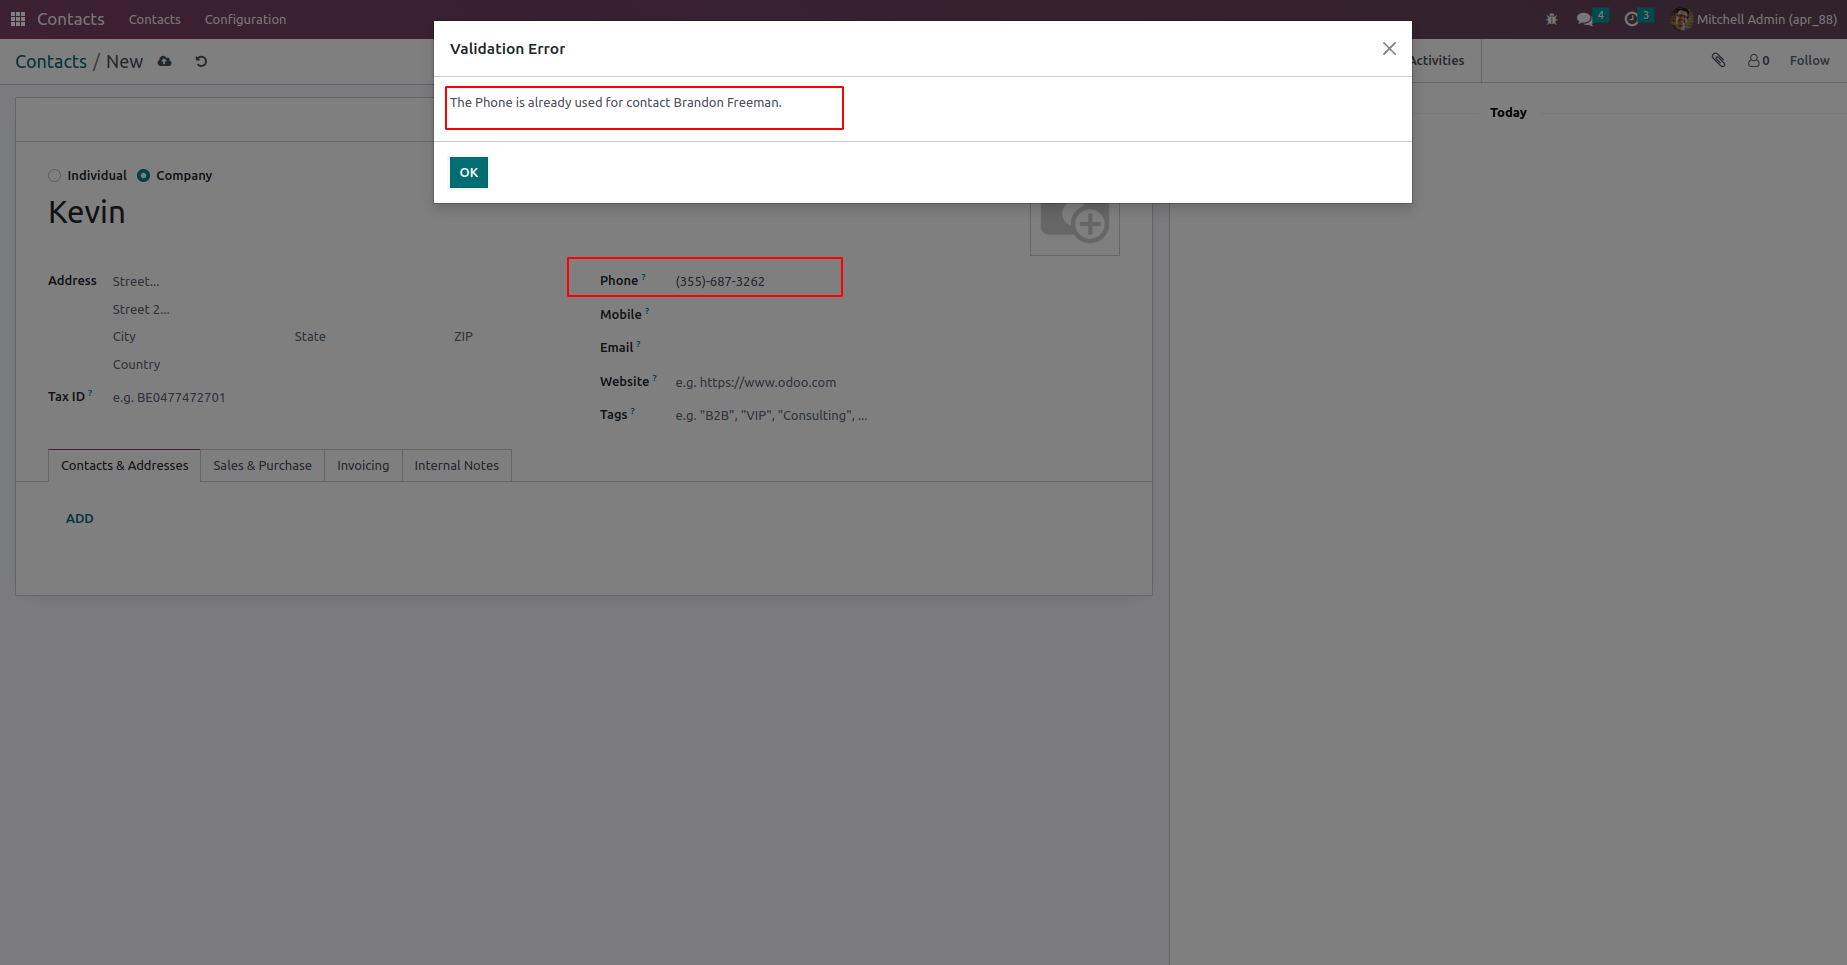 Contacts Contacts Configuration 4 3 Mitchell Admin (apr_88)
Contacts / New Activities 0 Follow
Validation Error
The Phone is already used for contact Brandon Freeman.
OK
Today
Individual Company
Kevin
Address Street... Phone ? (355)-687-3262
Street 2... Mobile ?
City State ZIP
Email ?
Country
Website ? e.g. https://www.odoo.com
Tax ID ? e.g. BE0477472701
Tags ? e.g. "B2B", "VIP", "Consulting", ...
Contacts & Addresses Sales & Purchase Invoicing Internal Notes
ADD